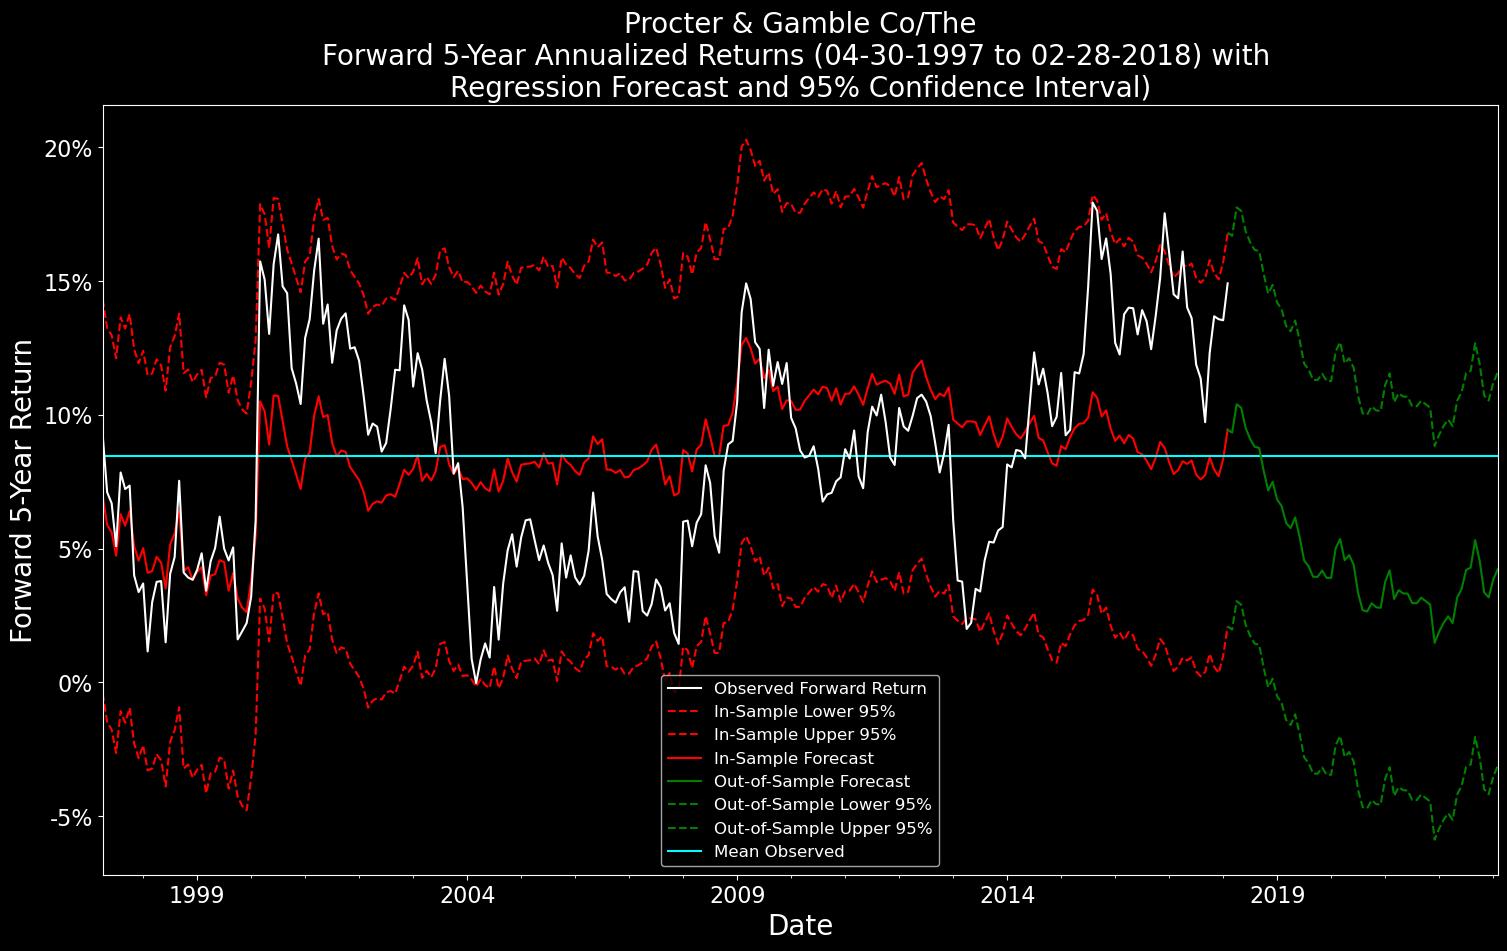 Procter & Gamble Co/The
Forward 5-Year Annualized Returns (04-30-1997 to 02-28-2018) with
Regression Forecast and 95% Confidence Interval)
Forward 5-Year Return
20%
15%
10%
5%
0%
-5%
Observed Forward Return
In-Sample Lower 95%
In-Sample Upper 95%
In-Sample Forecast
Out-of-Sample Forecast
Out-of-Sample Lower 95%
Out-of-Sample Upper 95%
Mean Observed
1999 2004 2009 2014 2019
Date